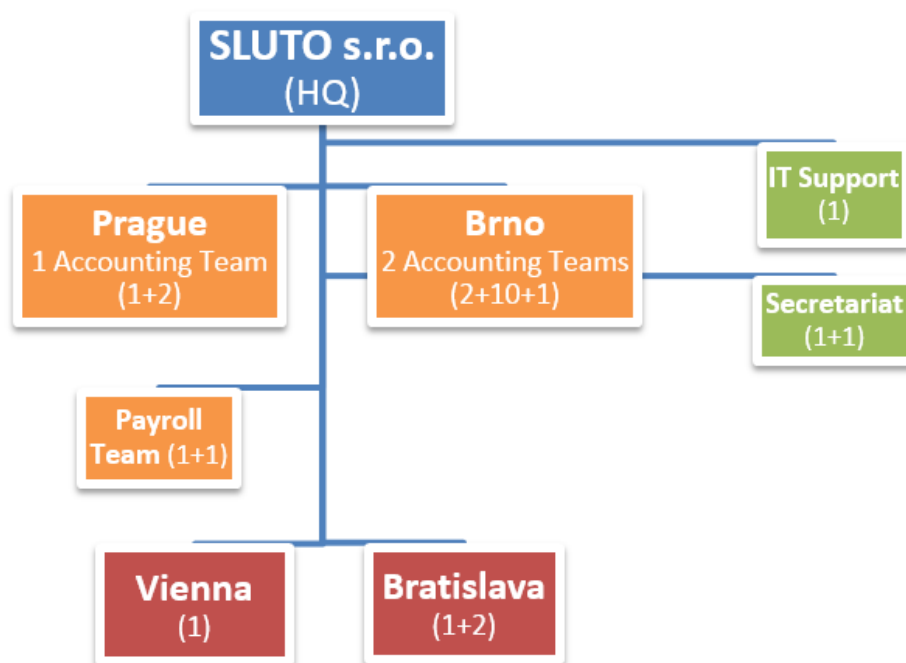 SLUTO s.r.o.
(HQ)
IT Support
(1)
Prague
1 Accounting Team
(1+2)
Brno
2 Accounting Teams
(2+10+1)
Secretariat
(1+1)
Payroll
Team (1+1)
Vienna
(1)
Bratislava
(1+2)